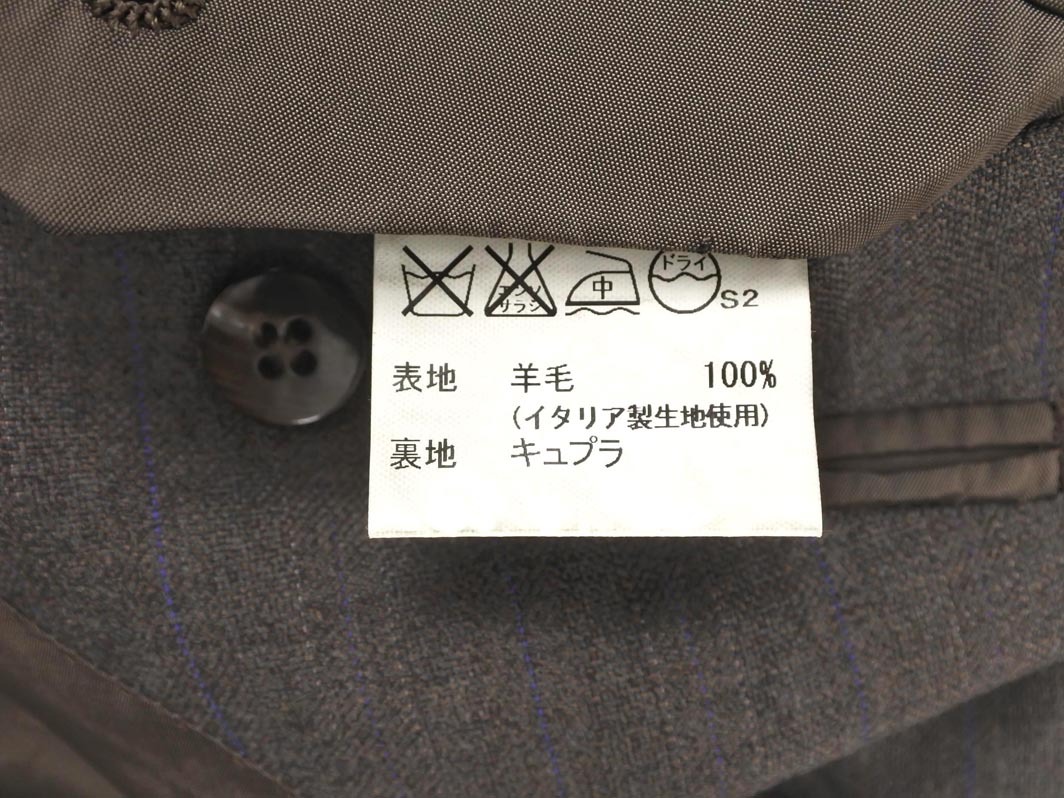 エンソ
サラシ
中
ドライ
S2
表地 羊毛 100%
(イタリア製生地使用)
裏地 キュプラ